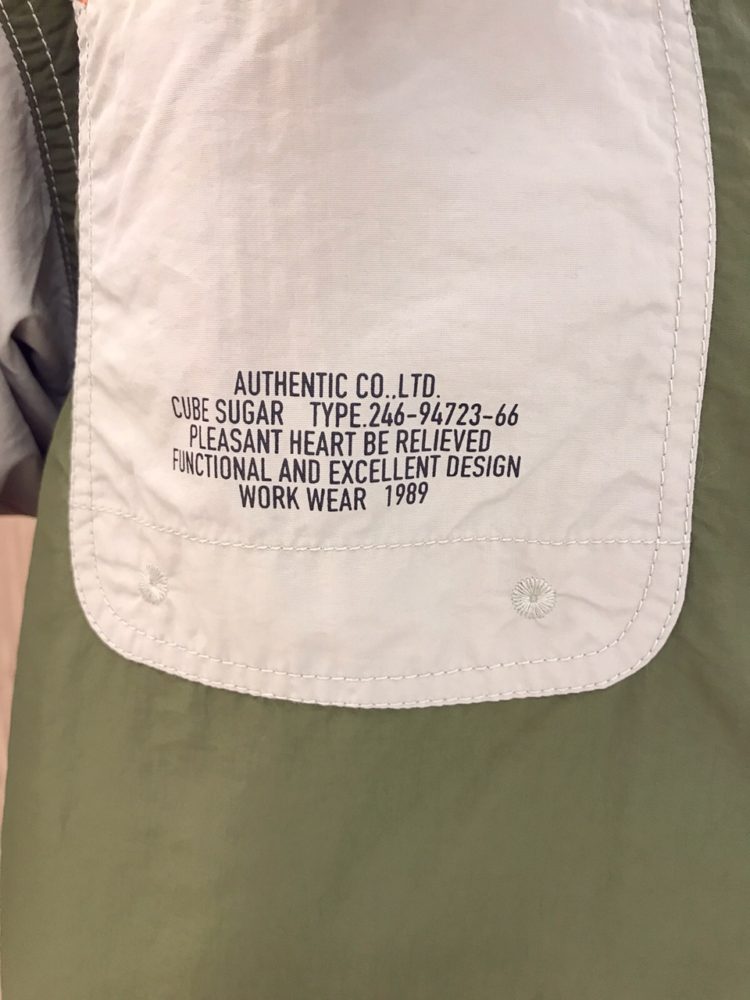 AUTHENTIC CO.,LTD.
CUBE SUGAR TYPE.246-94723-66
PLEASANT HEART BE RELIEVED
FUNCTIONAL AND EXCELLENT DESIGN
WORK WEAR 1989